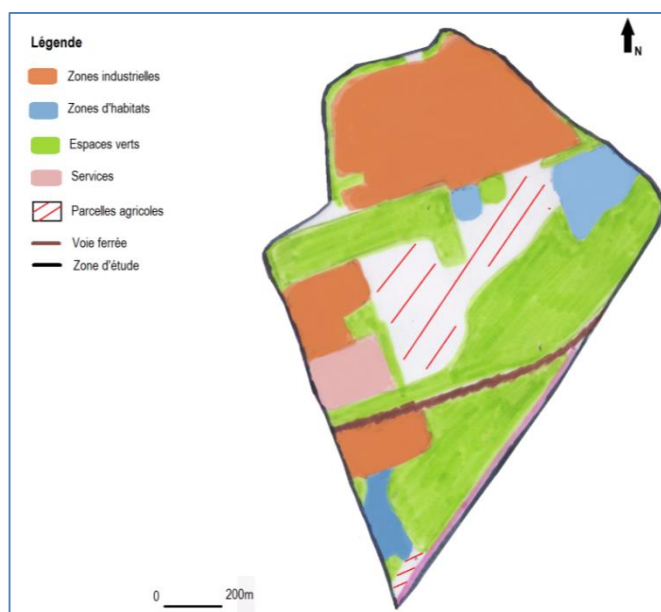 Légende
N
Zones industrielles
Zones d'habitats
Espaces verts
Services
Parcelles agricoles
Voie ferrée
Zone d'étude
0 200m